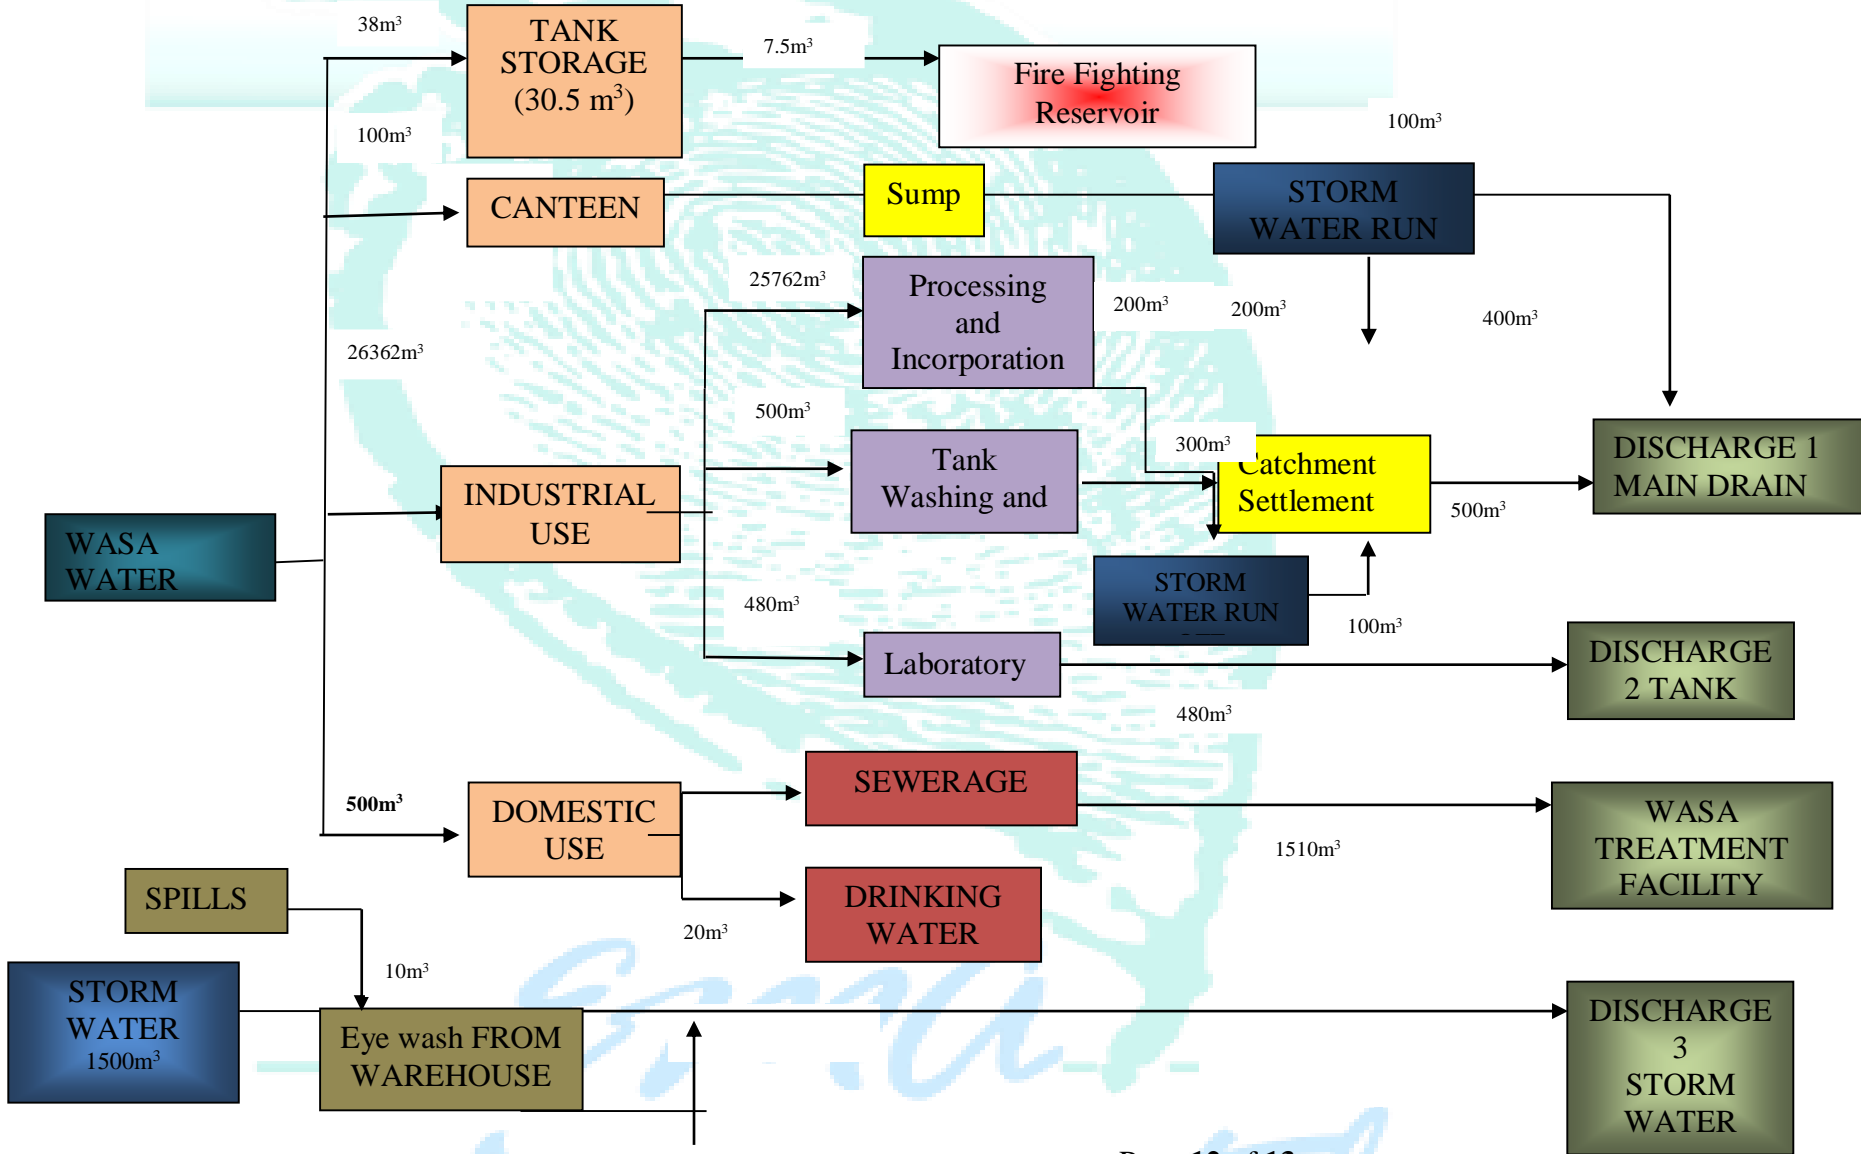 38m³
TANK
STORAGE
(30.5 m³)
7.5m³
Fire Fighting
Reservoir
100m³
100m³
CANTEEN
Sump
STORM
WATER RUN
25762m³
Processing
and
Incorporation
200m³
200m³
400m³
26362m³
500m³
Tank
Washing and
300m³
Catchment
Settlement
500m³
DISCHARGE 1
MAIN DRAIN
INDUSTRIAL
USE
WASA
WATER
480m³
STORM
WATER RUN
100m³
Laboratory
480m³
DISCHARGE
2 TANK
500m³
DOMESTIC
USE
SEWERAGE
1510m³
WASA
TREATMENT
FACILITY
DRINKING
WATER
20m³
SPILLS
10m³
STORM
WATER
1500m³
Eye wash FROM
WAREHOUSE
DISCHARGE
3
STORM
WATER